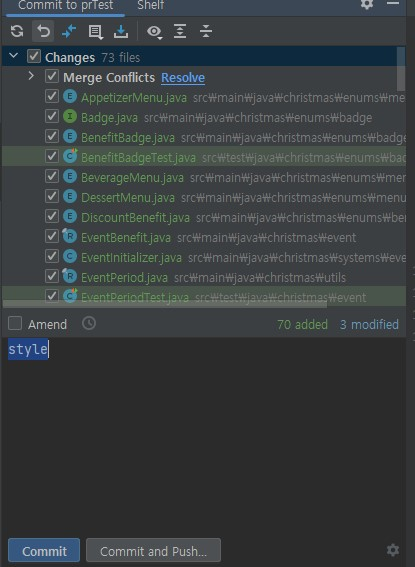 Commit to prTest Shelf
Changes 73 files
Merge Conflicts Resolve
E AppetizerMenu.java src₩main₩java₩christmas₩enums₩me
I Badge.java src₩main₩java₩christmas₩enums₩badge
E BenefitBadge.java src₩main₩java₩christmas₩enums₩badge
C BenefitBadgeTest.java src₩test₩java₩christmas₩enums₩bad
E BeverageMenu.java src₩main₩java₩christmas₩enums₩men
E DessertMenu.java src₩main₩java₩christmas₩enums₩menu
E DiscountBenefit.java src₩main₩java₩christmas₩enums₩ber
R EventBenefit.java src₩main₩java₩christmas₩event
C EventInitializer.java src₩main₩java₩christmas₩systems₩eve
R EventPeriod.java src₩main₩java₩christmas₩utils
C EventPeriodTest.java src₩test₩java₩christmas₩event
Amend 70 added 3 modified
style
Commit Commit and Push...